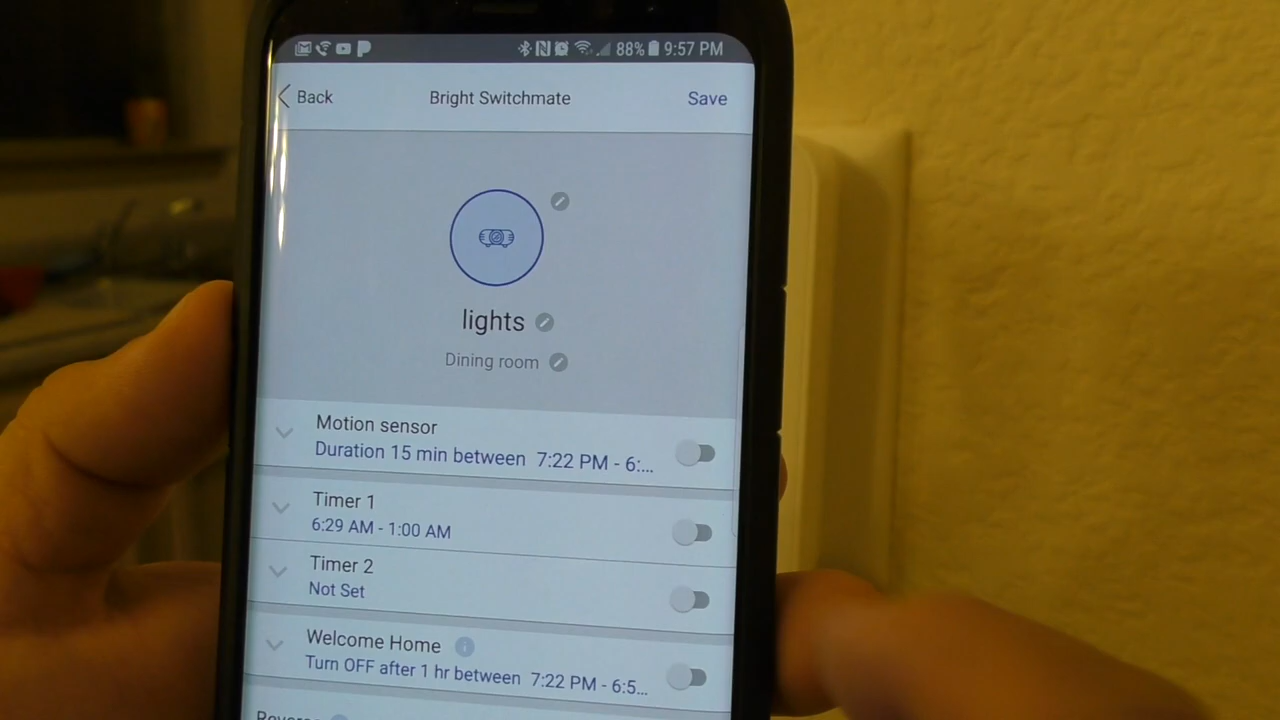 88% 9:57 PM
Back Bright Switchmate Save
lights
Dining room
Motion sensor
Duration 15 min between 7:22 PM - 6:...
Timer 1
6:29 AM - 1:00 AM
Timer 2
Not Set
Welcome Home
Turn OFF after 1 hr between 7:22 PM - 6:5...